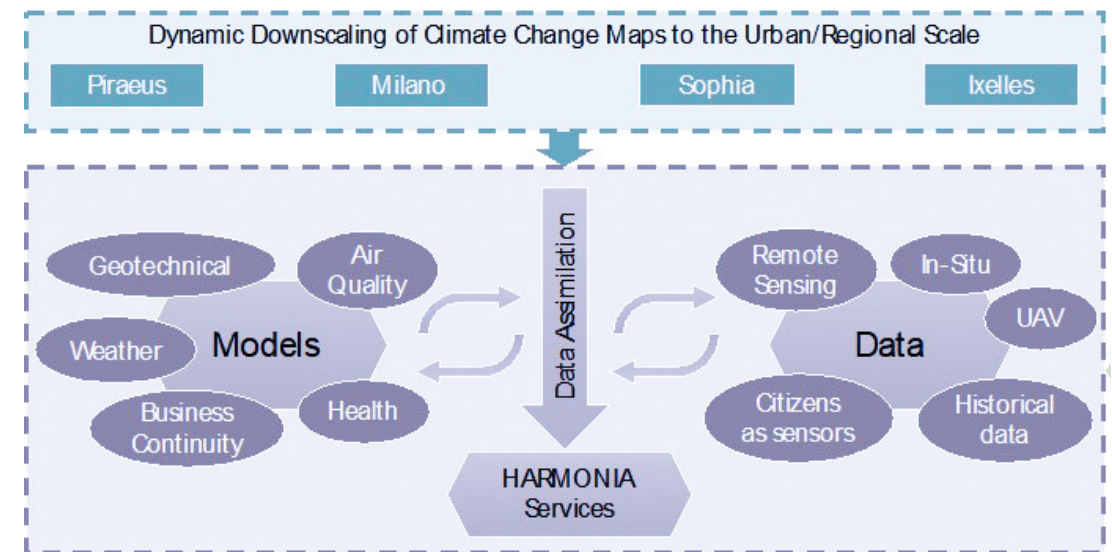 Dynamic Downscaling of Climate Change Maps to the Urban/Regional Scale
Piraeus
Milano
Sophia
Ixelles
Geotechnical
Air
Quality
Weather
Models
Business
Continuity
Health
Data Assimilation
Remote
Sensing
In-Situ
UAV
Data
Citizens
as sensors
Historical
data
HARMONIA
Services